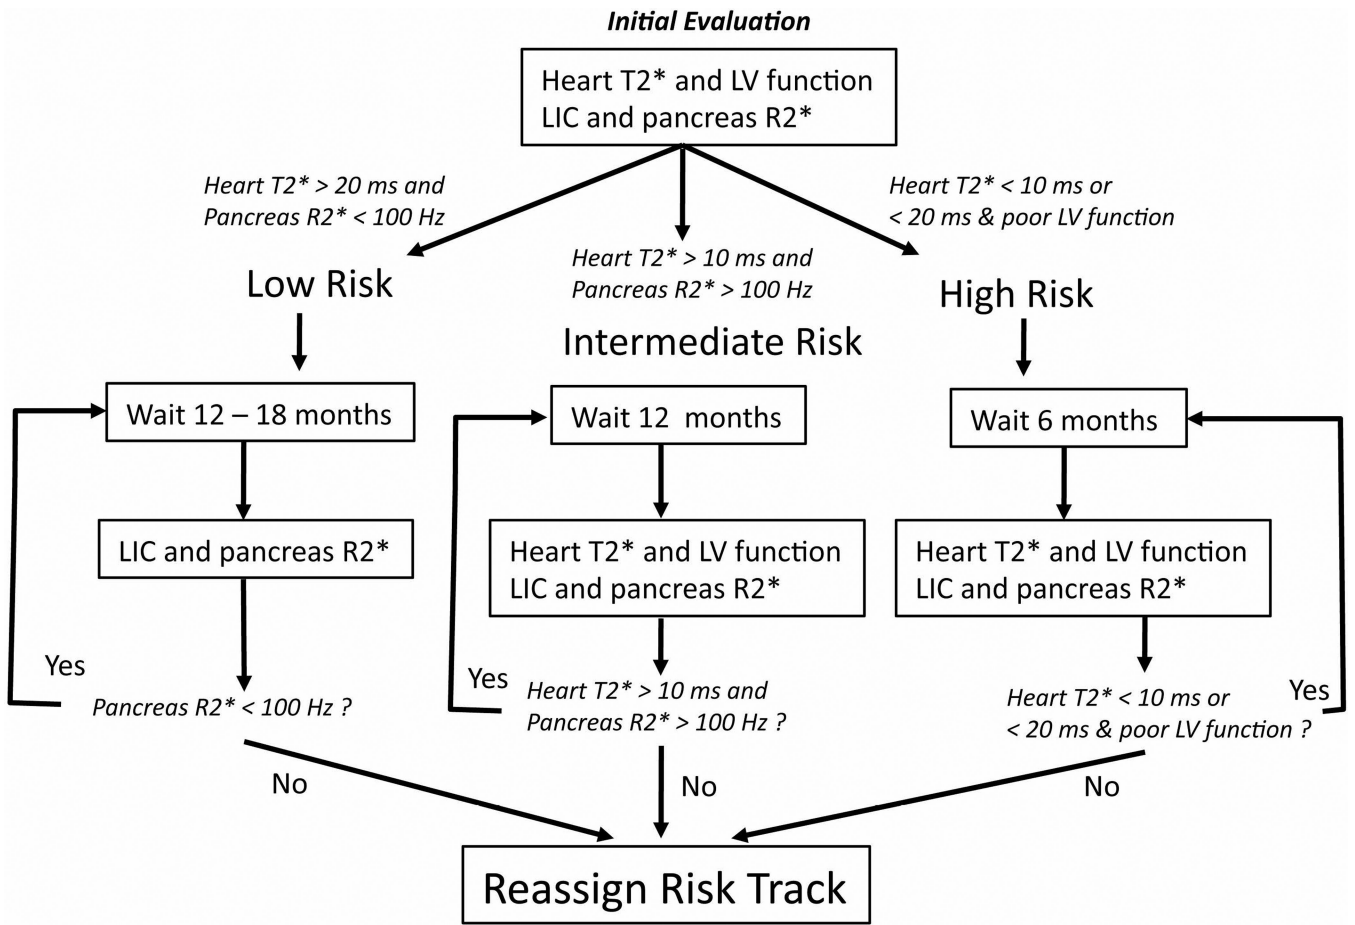 Initial Evaluation
Heart T2* and LV function
LIC and pancreas R2*
Heart T2* > 20 ms and
Pancreas R2* < 100 Hz
Heart T2* > 10 ms and
Pancreas R2* > 100 Hz
Heart T2* < 10 ms or
< 20 ms & poor LV function
Low Risk
Intermediate Risk
High Risk
Wait 12 – 18 months
Wait 12 months
Wait 6 months
LIC and pancreas R2*
Heart T2* and LV function
LIC and pancreas R2*
Heart T2* and LV function
LIC and pancreas R2*
Yes
Pancreas R2* < 100 Hz ?
Yes
Heart T2* > 10 ms and
Pancreas R2* > 100 Hz ?
Heart T2* < 10 ms or
< 20 ms & poor LV function ?
Yes
No
No
No
Reassign Risk Track